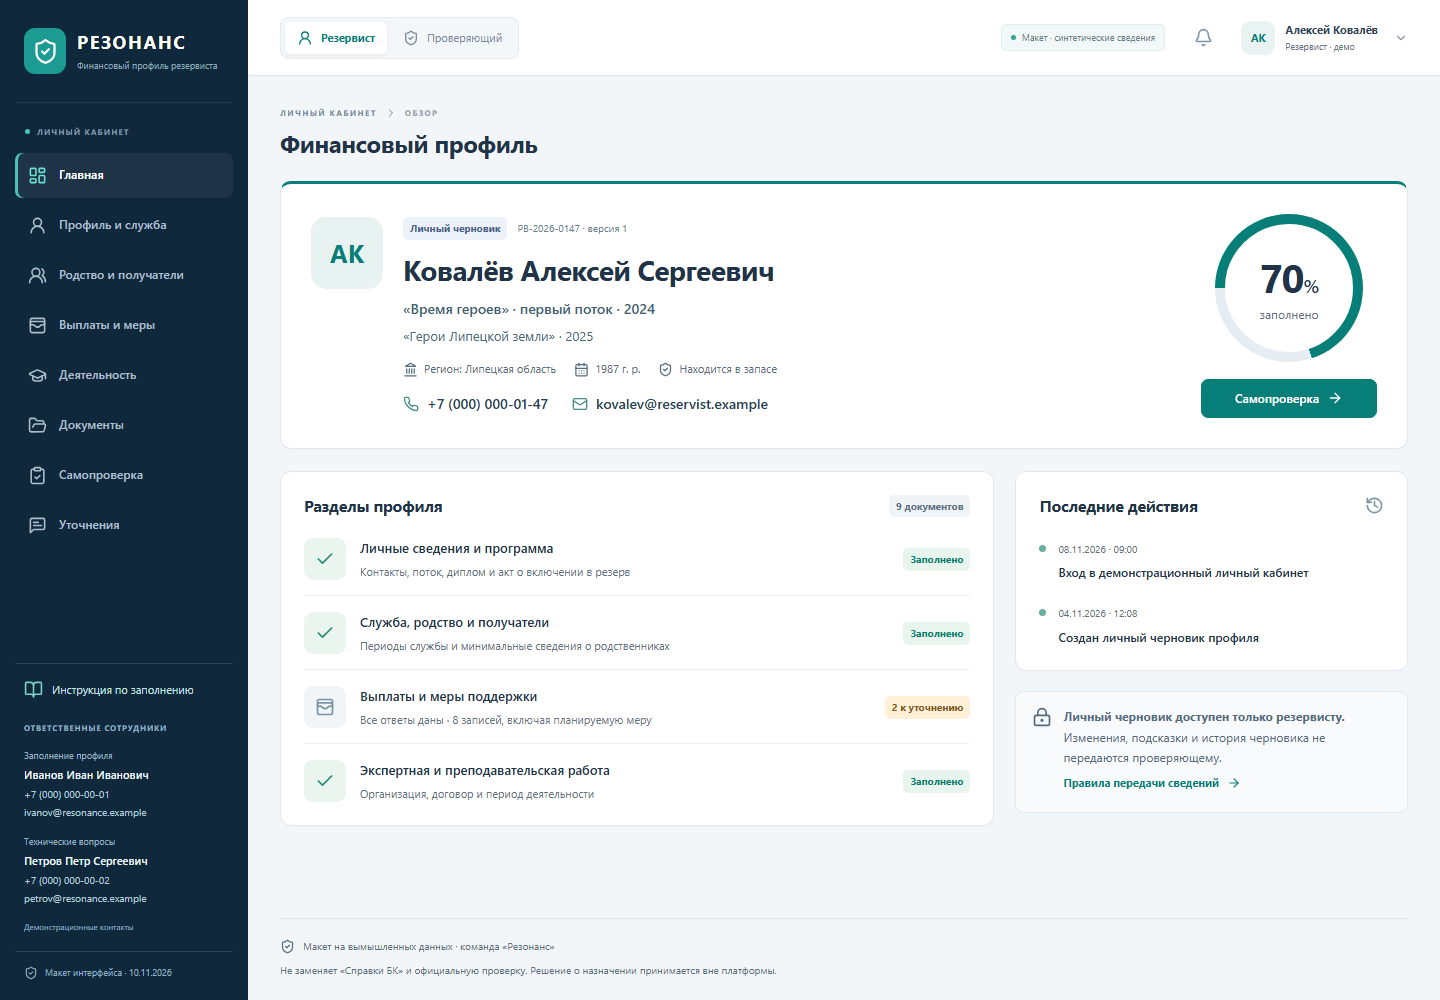 РЕЗОНАНС
Финансовый профиль резервиста
ЛИЧНЫЙ КАБИНЕТ
Главная
Профиль и служба
Родство и получатели
Выплаты и меры
Деятельность
Документы
Самопроверка
Уточнения
Инструкция по заполнению
ОТВЕТСТВЕННЫЕ СОТРУДНИКИ
Заполнение профиля
Иванов Иван Иванович
+7 (000) 000-00-01
ivanov@resonance.example
Технические вопросы
Петров Петр Сергеевич
+7 (000) 000-00-02
petrov@resonance.example
Демонстрационные контакты
Макет интерфейса · 10.11.2026
Резервист
Проверяющий
Макет · синтетические сведения
АК
Алексей Ковалёв
Резервист · демо
ЛИЧНЫЙ КАБИНЕТ > ОБЗОР
Финансовый профиль
АК
Личный черновик
РВ-2026-0147 · версия 1
Ковалёв Алексей Сергеевич
«Время героев» · первый поток · 2024
«Герои Липецкой земли» · 2025
Регион: Липецкая область
1987 г. р.
Находится в запасе
+7 (000) 000-01-47
kovalev@reservist.example
70%
заполнено
Самопроверка →
Разделы профиля
9 документов
Личные сведения и программа
Контакты, поток, диплом и акт о включении в резерв
Заполнено
Служба, родство и получатели
Периоды службы и минимальные сведения о родственниках
Заполнено
Выплаты и меры поддержки
Все ответы даны · 8 записей, включая планируемую меру
2 к уточнению
Экспертная и преподавательская работа
Организация, договор и период деятельности
Заполнено
Последние действия
08.11.2026 · 09:00
Вход в демонстрационный личный кабинет
04.11.2026 · 12:08
Создан личный черновик профиля
Личный черновик доступен только резервисту.
Изменения, подсказки и история черновика не
передаются проверяющему.
Правила передачи сведений →
Макет на вымышленных данных · команда «Резонанс»
Не заменяет «Справки БК» и официальную проверку. Решение о назначении принимается вне платформы.